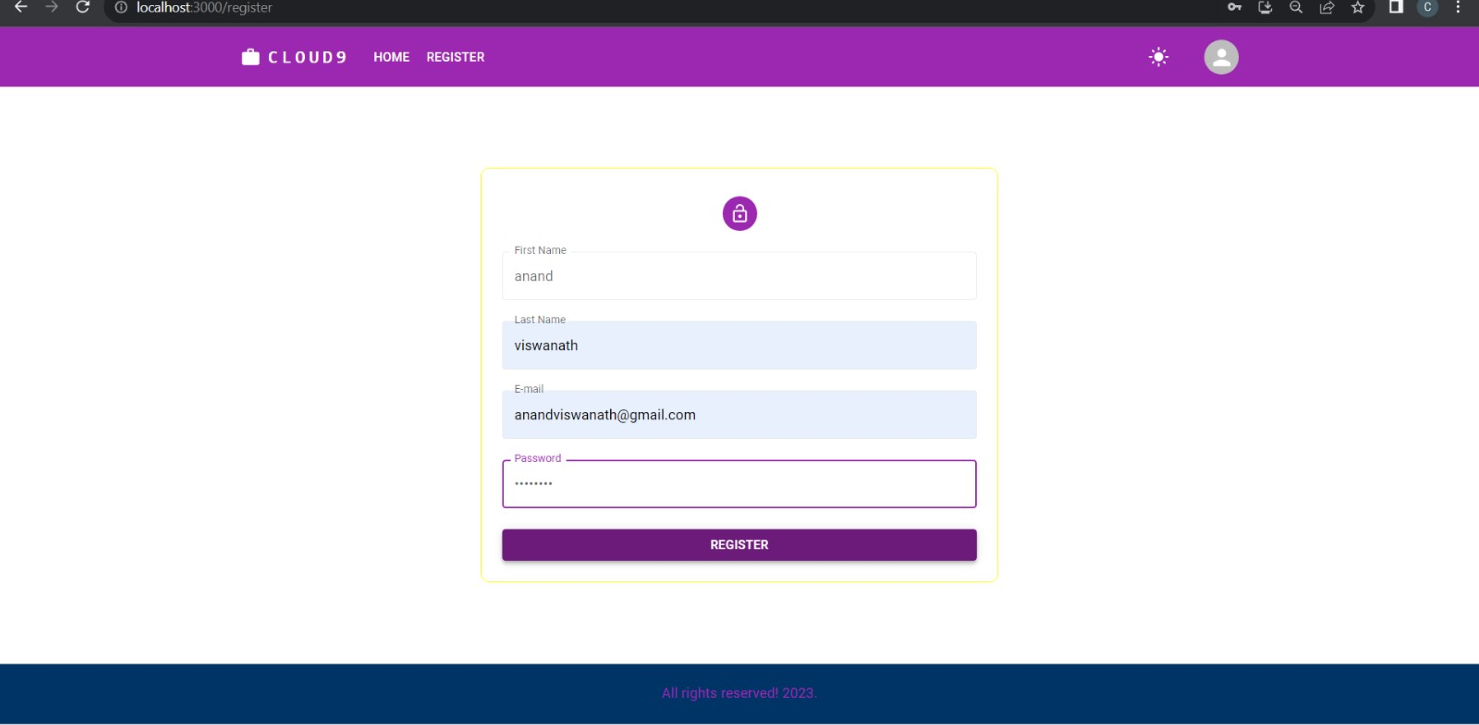 localhost:3000/register
C
CLOUD9 HOME REGISTER
First Name
anand
Last Name
viswanath
E-mail
anandviswanath@gmail.com
Password
••••••••
REGISTER
All rights reserved! 2023.